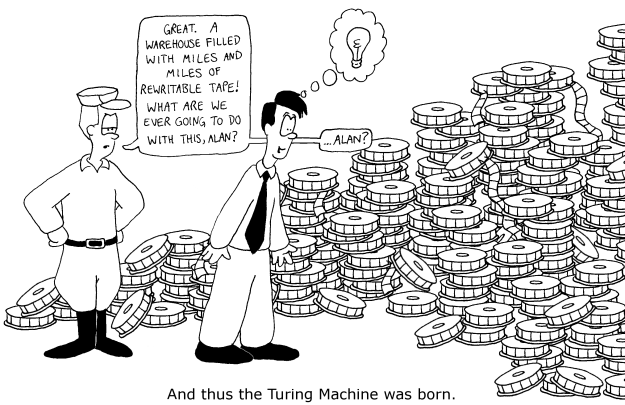 GREAT. A
WAREHOUSE FILLED
WITH MILES AND
MILES OF
REWRITABLE TAPE!
WHAT ARE WE
EVER GOING TO DO
WITH THIS, ALAN?
...ALAN?
And thus the Turing Machine was born.